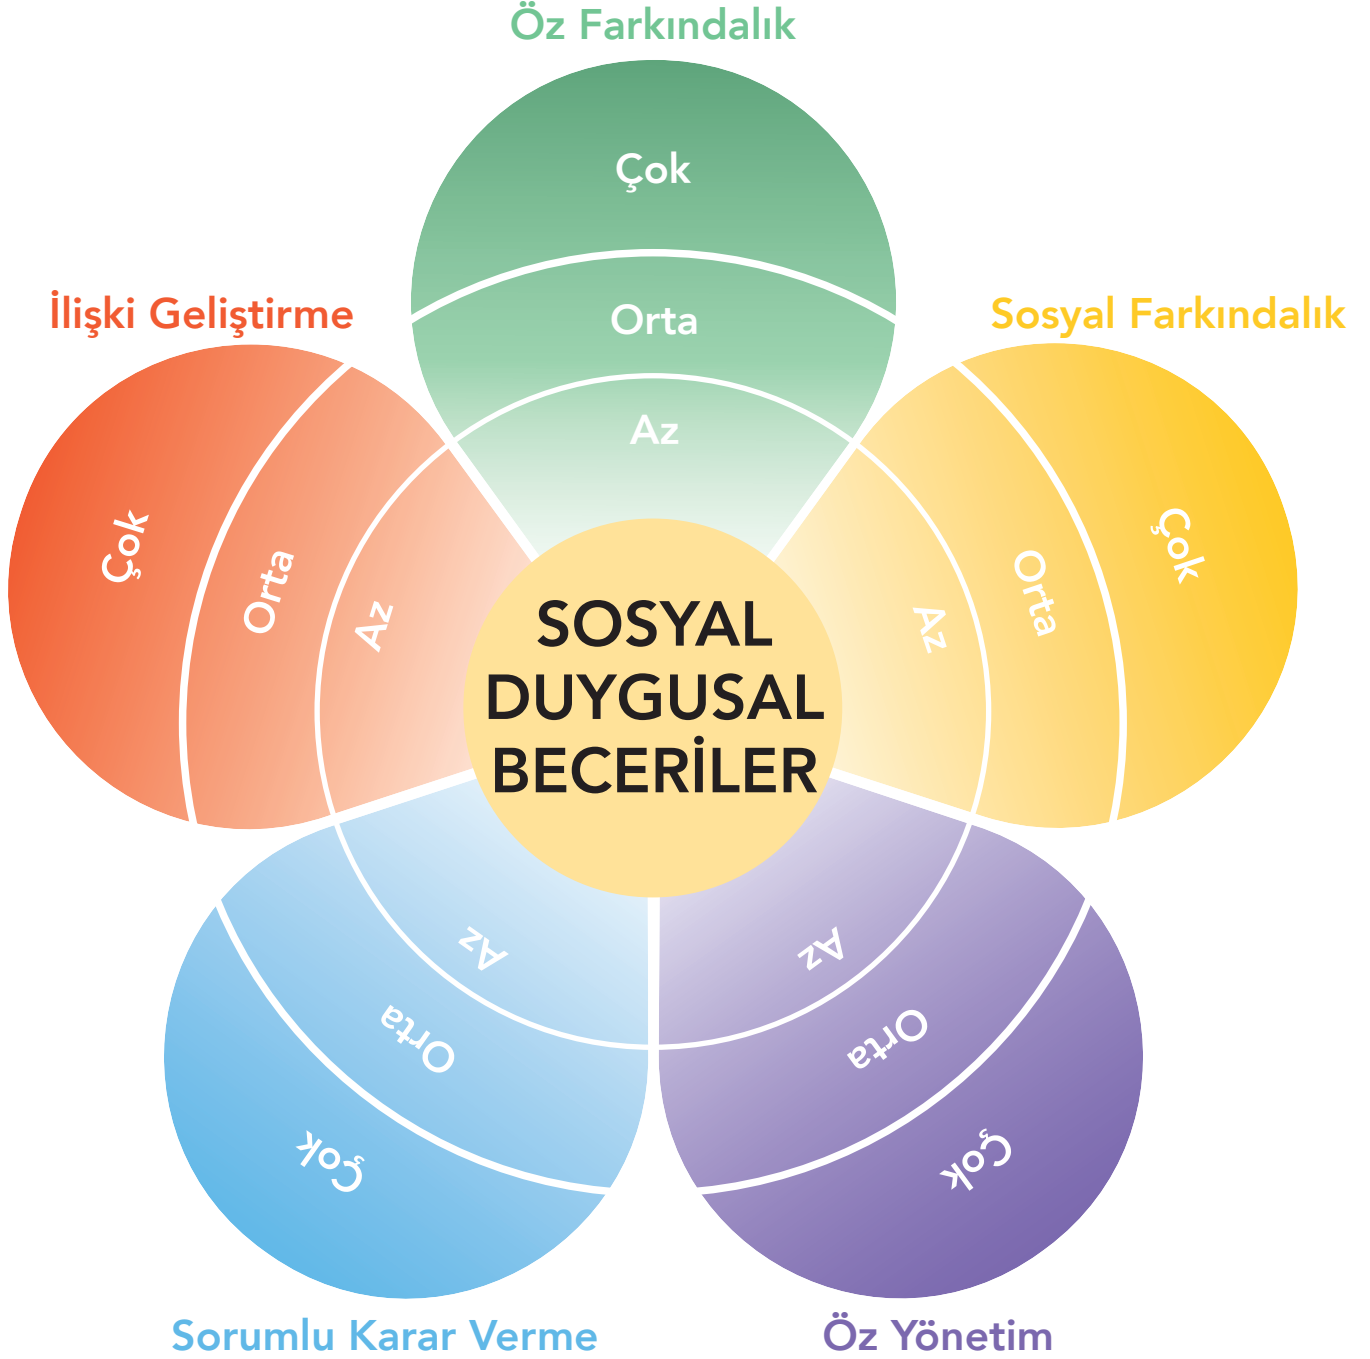 Öz Farkındalık
Çok
Orta
Az
İlişki Geliştirme
Çok
Orta
Az
Sosyal Farkındalık
Az
Orta
Çok
SOSYAL
DUYGUSAL
BECERİLER
Az
Orta
Çok
Az
Orta
Çok
Sorumlu Karar Verme
Öz Yönetim